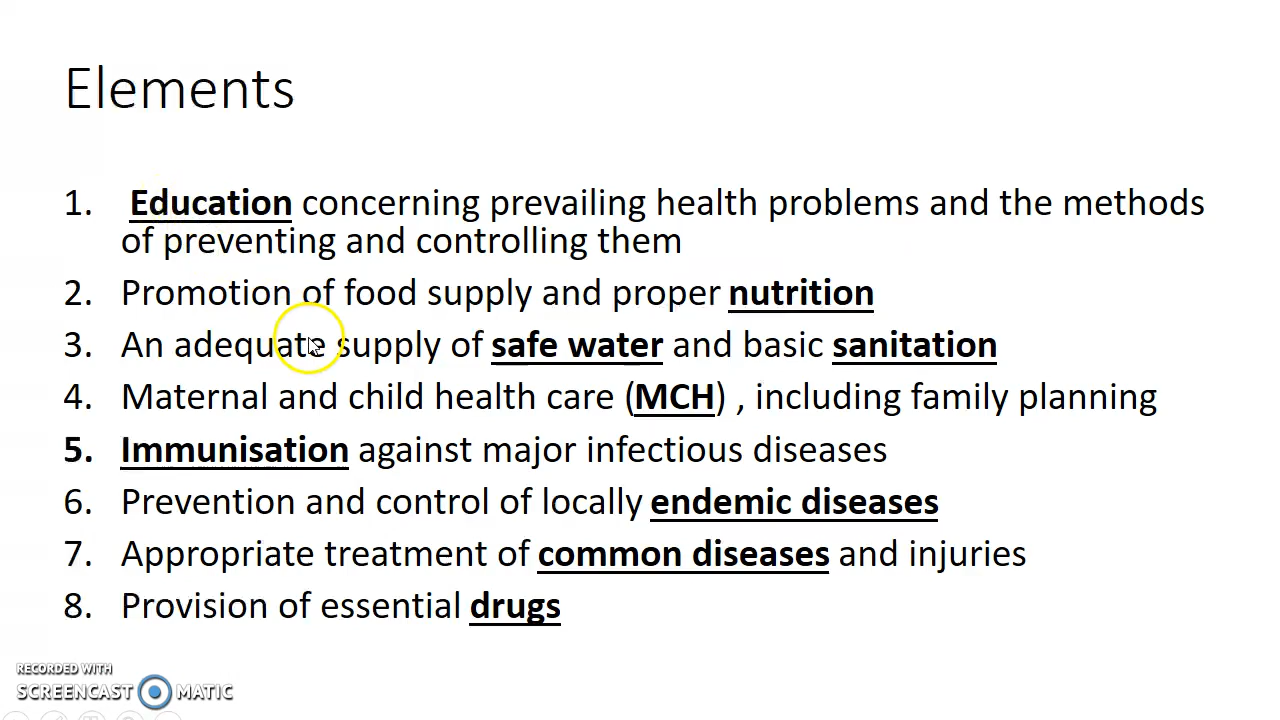 Elements
1. Education concerning prevailing health problems and the methods
of preventing and controlling them
2. Promotion of food supply and proper nutrition
3. An adequate supply of safe water and basic sanitation
4. Maternal and child health care (MCH) , including family planning
5. Immunisation against major infectious diseases
6. Prevention and control of locally endemic diseases
7. Appropriate treatment of common diseases and injuries
8. Provision of essential drugs
RECORDED WITH
SCREENCAST MATIC